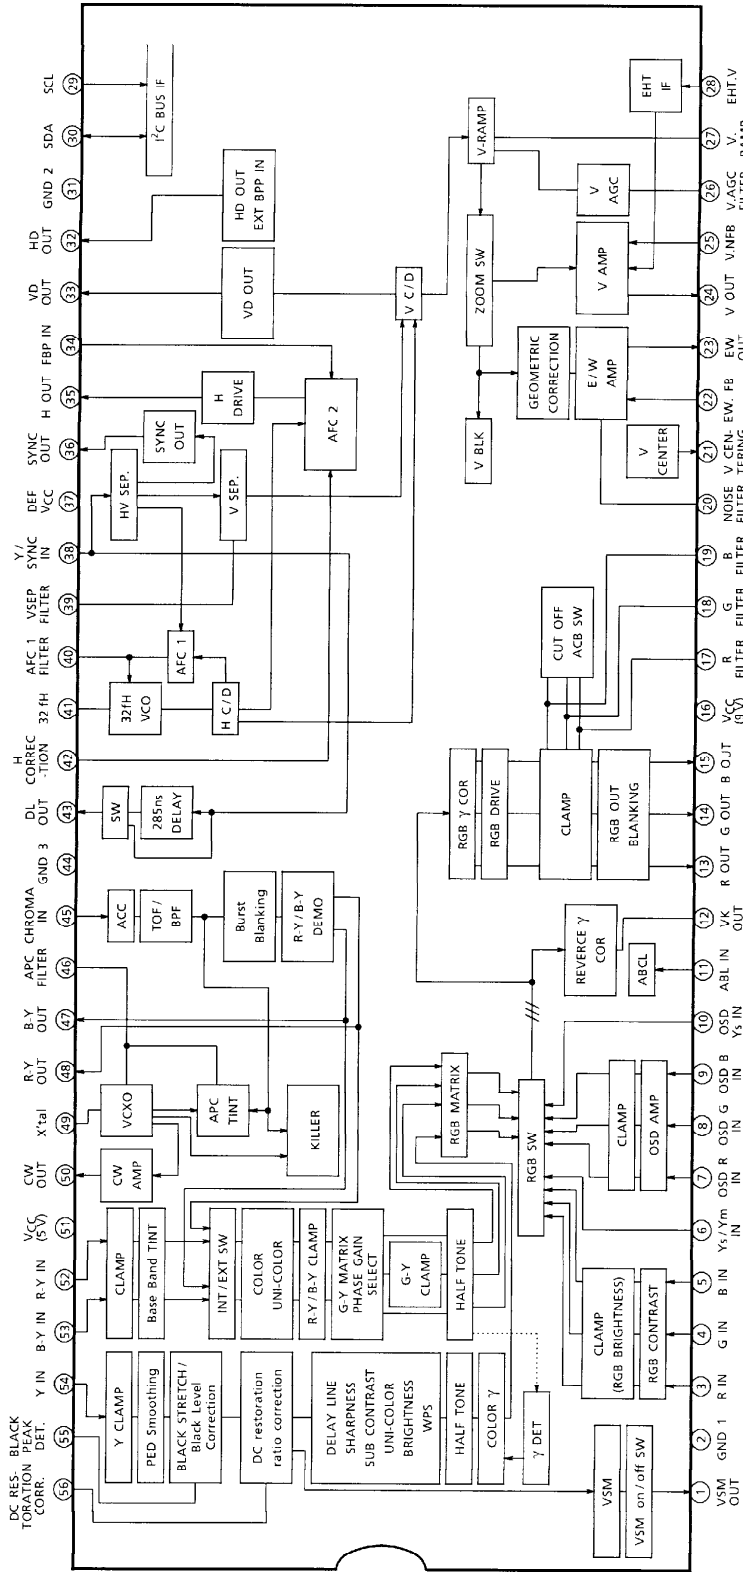 SCL
29
SDA
30
I²C BUS IF
GND 2
31
HD
OUT
32
HD OUT
EXT BPP IN
VD
OUT
33
VD OUT
FBP IN
34
H OUT
35
H
DRIVE
AFC 2
SYNC
OUT
36
SYNC
OUT
DEF
VCC
37
HV SEP.
V SEP.
Y /
SYNC
IN
38
VSEP
FILTER
39
AFC 1
FILTER
40
AFC 1
32fH
41
32fH
VCO
H C / D
V C / D
H
CORREC
-TION
42
DL
OUT
43
SW
285ns
DELAY
GND 3
44
CHROMA
IN
45
ACC
TOF /
BPF
Burst
Blanking
R-Y / B-Y
DEMO
APC
FILTER
46
B-Y
OUT
47
R-Y
OUT
48
X'tal
49
VCXO
APC
TINT
KILLER
CW
OUT
50
CW
AMP
VCC
(5 V)
51
R-Y IN
52
B-Y IN
53
CLAMP
Base Band TINT
INT / EXT SW
COLOR
UNI-COLOR
R-Y / B-Y CLAMP
G-Y MATRIX
PHASE GAIN
SELECT
G-Y
CLAMP
HALF TONE
Y IN
54
BLACK
PEAK
DET.
55
DC RES-
TORATION
CORR.
56
Y CLAMP
PED Smoothing
BLACK STRETCH /
Black Level
Correction
DC restoration
ratio correction
DELAY LINE
SHARPNESS
SUB CONTRAST
UNI-COLOR
BRIGHTNESS
WPS
HALF TONE
COLOR γ
γ DET
EHT
IF
28
EHT.V
V-RAMP
27
V.
V
AGC
26
V.AGC
FILTER
ZOOM SW
V AMP
25
V.NFB
24
V OUT
GEOMETRIC
CORRECTION
E / W
AMP
23
EW
OUT
22
EW. FB
V BLK
V
CENTER
21
V CEN-
TERING
20
NOISE
FILTER
19
B
FILTER
18
G
FILTER
CUT OFF
ACB SW
17
R
FILTER
16
VCC
(9 V)
RGB γ COR
RGB DRIVE
CLAMP
RGB OUT
BLANKING
15
B OUT
14
G OUT
13
R OUT
REVERCE γ
COR
12
VK
OUT
ABCL
11
ABL IN
10
OSD
Ys IN
RGB MATRIX
RGB SW
CLAMP
OSD AMP
9
OSD B
IN
8
OSD G
IN
7
OSD R
IN
6
Ys / Ym
IN
CLAMP
(RGB BRIGHTNESS)
RGB CONTRAST
5
B IN
4
G IN
3
R IN
2
GND 1
VSM
VSM on / off SW
1
VSM
OUT